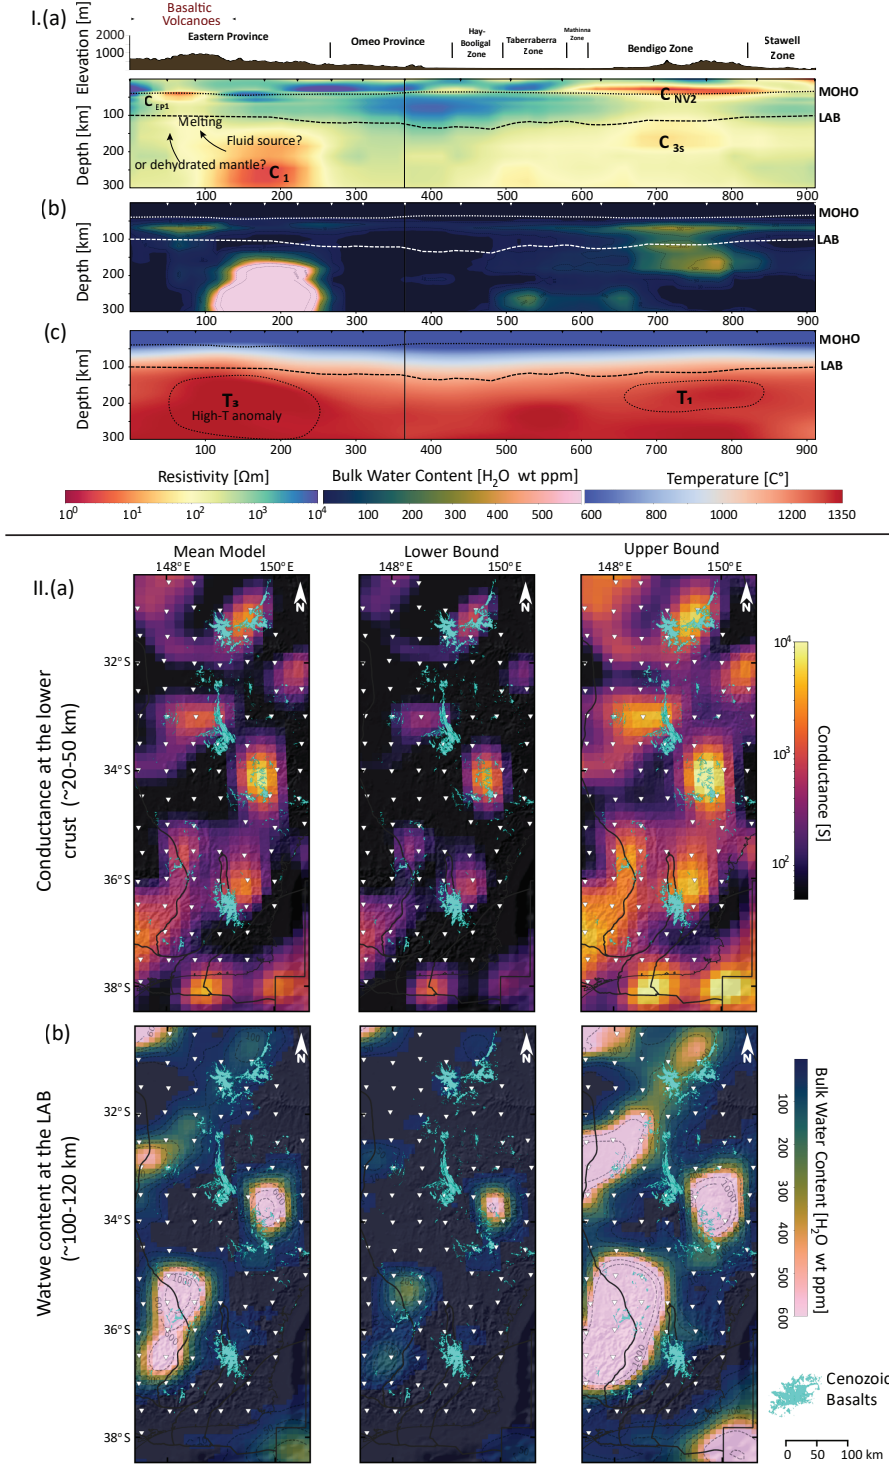 I.(a)
Basaltic
Volcanoes
Eastern Province
Omeo Province
Hay-
Booligal
Zone
Taberraberra
Zone
Mathinna
Zone
Bendigo Zone
Stawell
Zone
Elevation [m]
2000
1000
0
MOHO
LAB
C EP1
C NV2
Melting
Fluid source?
or dehydrated mantle?
C 1
C 3s
Depth [km]
100
200
300
100 200 300 400 500 600 700 800 900
(b)
MOHO
LAB
Depth [km]
100
200
300
100 200 300 400 500 600 700 800 900
(c)
MOHO
LAB
T₃
High-T anomaly
T₁
Depth [km]
100
200
300
100 200 300 400 500 600 700 800 900
Resistivity [Ωm]
Bulk Water Content [H₂O wt ppm]
Temperature [C°]
10⁰ 10¹ 10² 10³ 10⁴
100 200 300 400 500
600 800 1000 1200 1350
II.(a)
Mean Model
Lower Bound
Upper Bound
148°E 150°E
148°E 150°E
148°E 150°E
N
N
N
32°S
34°S
36°S
38°S
Conductance at the lower
crust (~20-50 km)
10⁴
10³
10²
Conductance [S]
(b)
N
N
N
32°S
34°S
36°S
38°S
Watwe content at the LAB
(~100-120 km)
1000
600
1000
100
200
300
400
500
600
Bulk Water Content [H₂O wt ppm]
Cenozoic
Basalts
0 50 100 km